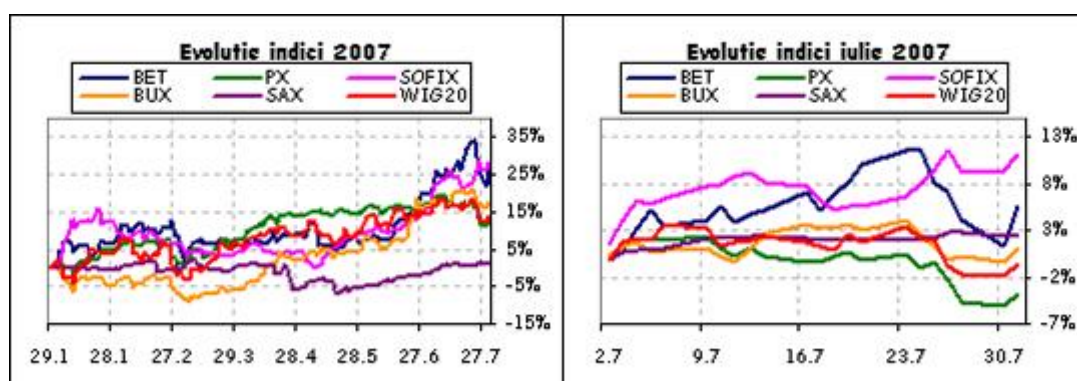 Evolutie indici 2007
BET PX SOFIX
BUX SAX WIG20
35%
25%
15%
5%
-5%
-15%
29.1 28.1 27.2 29.3 28.4 28.5 27.6 27.7
Evolutie indici iulie 2007
BET PX SOFIX
BUX SAX WIG20
13%
8%
3%
-2%
-7%
2.7 9.7 16.7 23.7 30.7